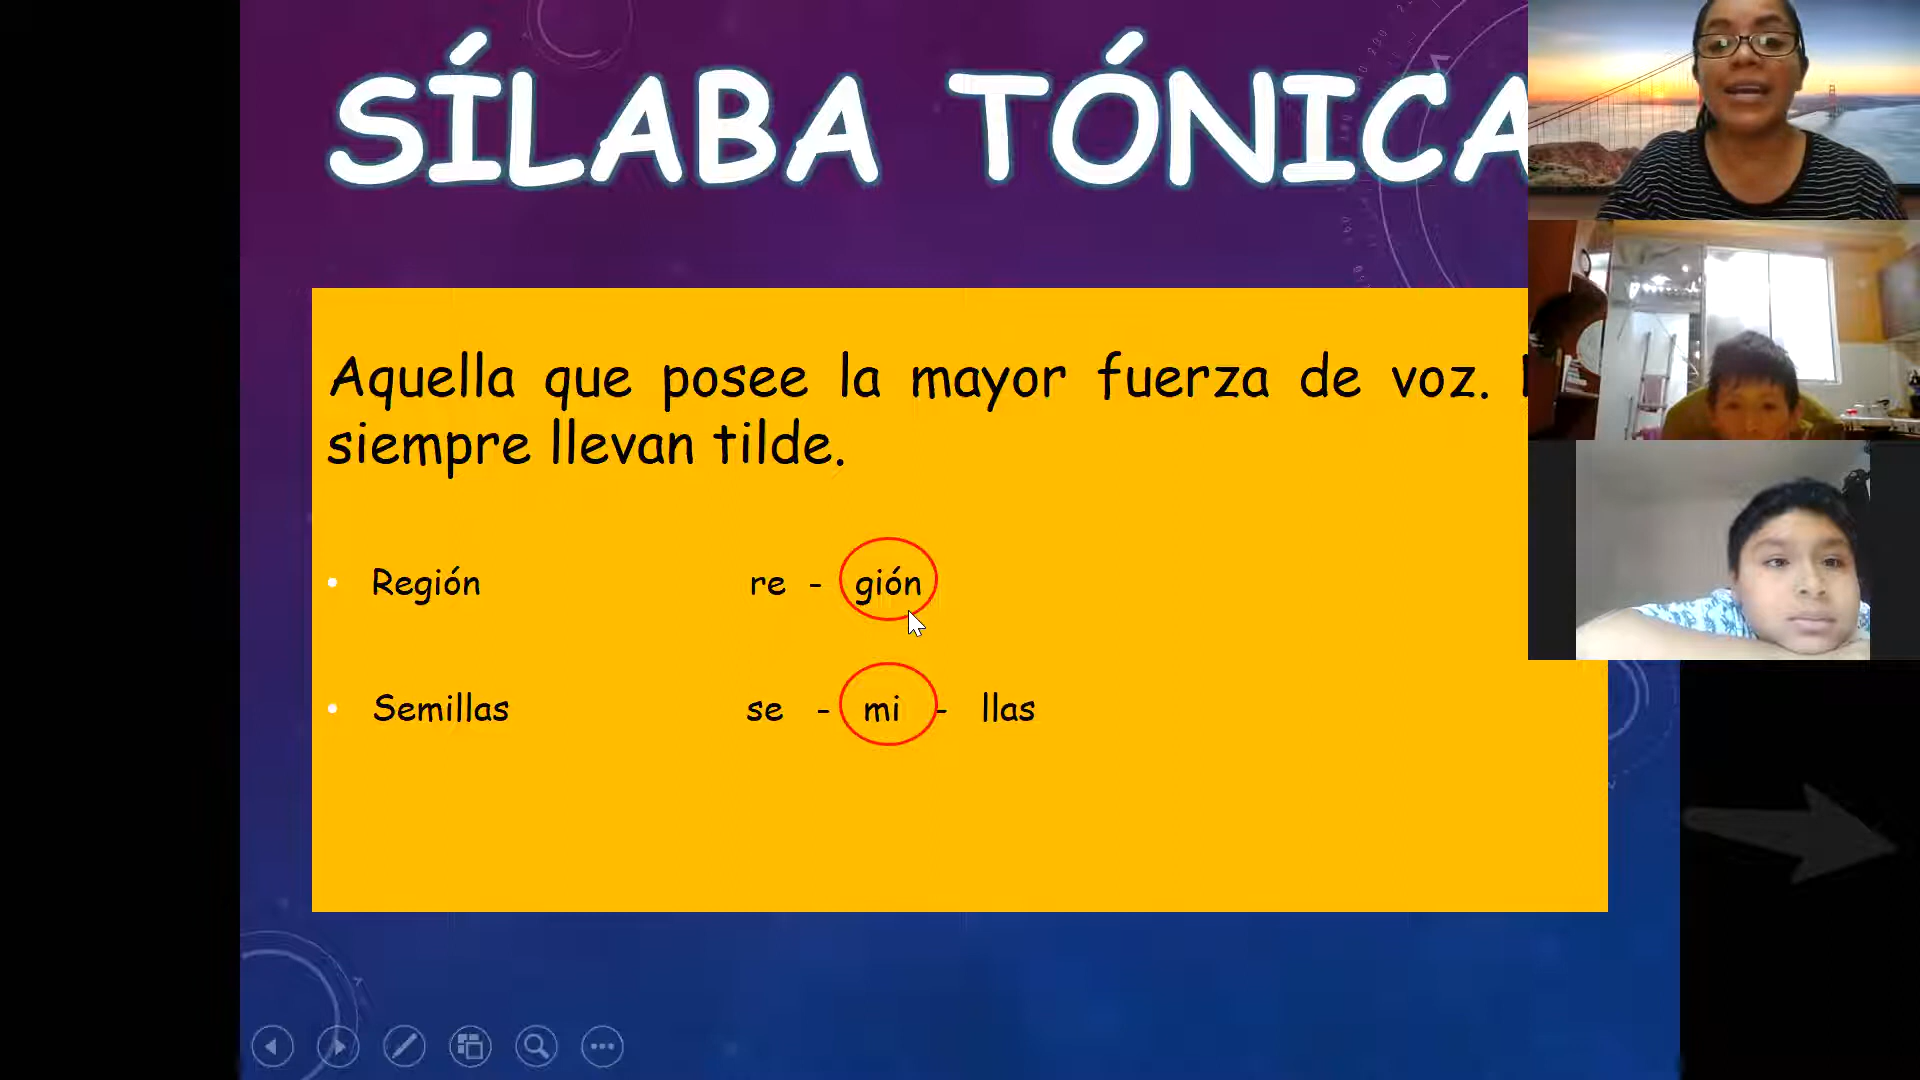 SÍLABA TÓNICA
Aquella que posee la mayor fuerza de voz.
siempre llevan tilde.
• Región re - gión
• Semillas se - mi - llas